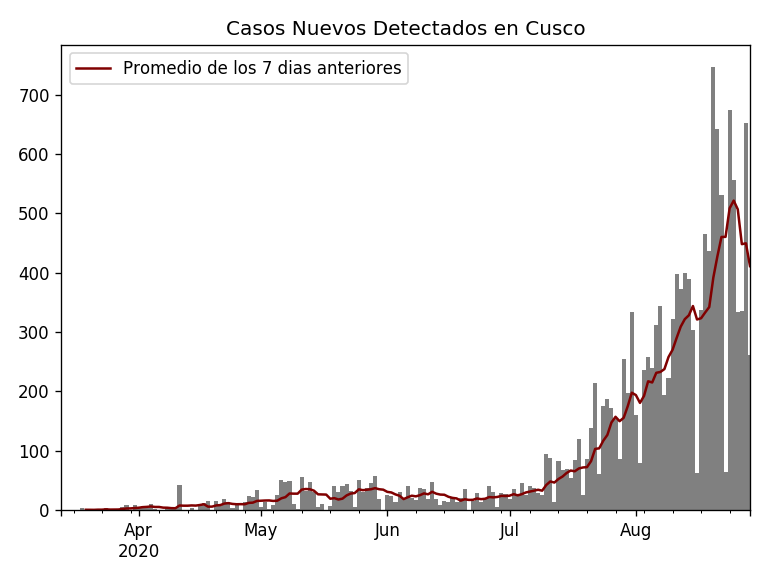 Casos Nuevos Detectados en Cusco
Promedio de los 7 dias anteriores
700
600
500
400
300
200
100
0
Apr
2020
May
Jun
Jul
Aug